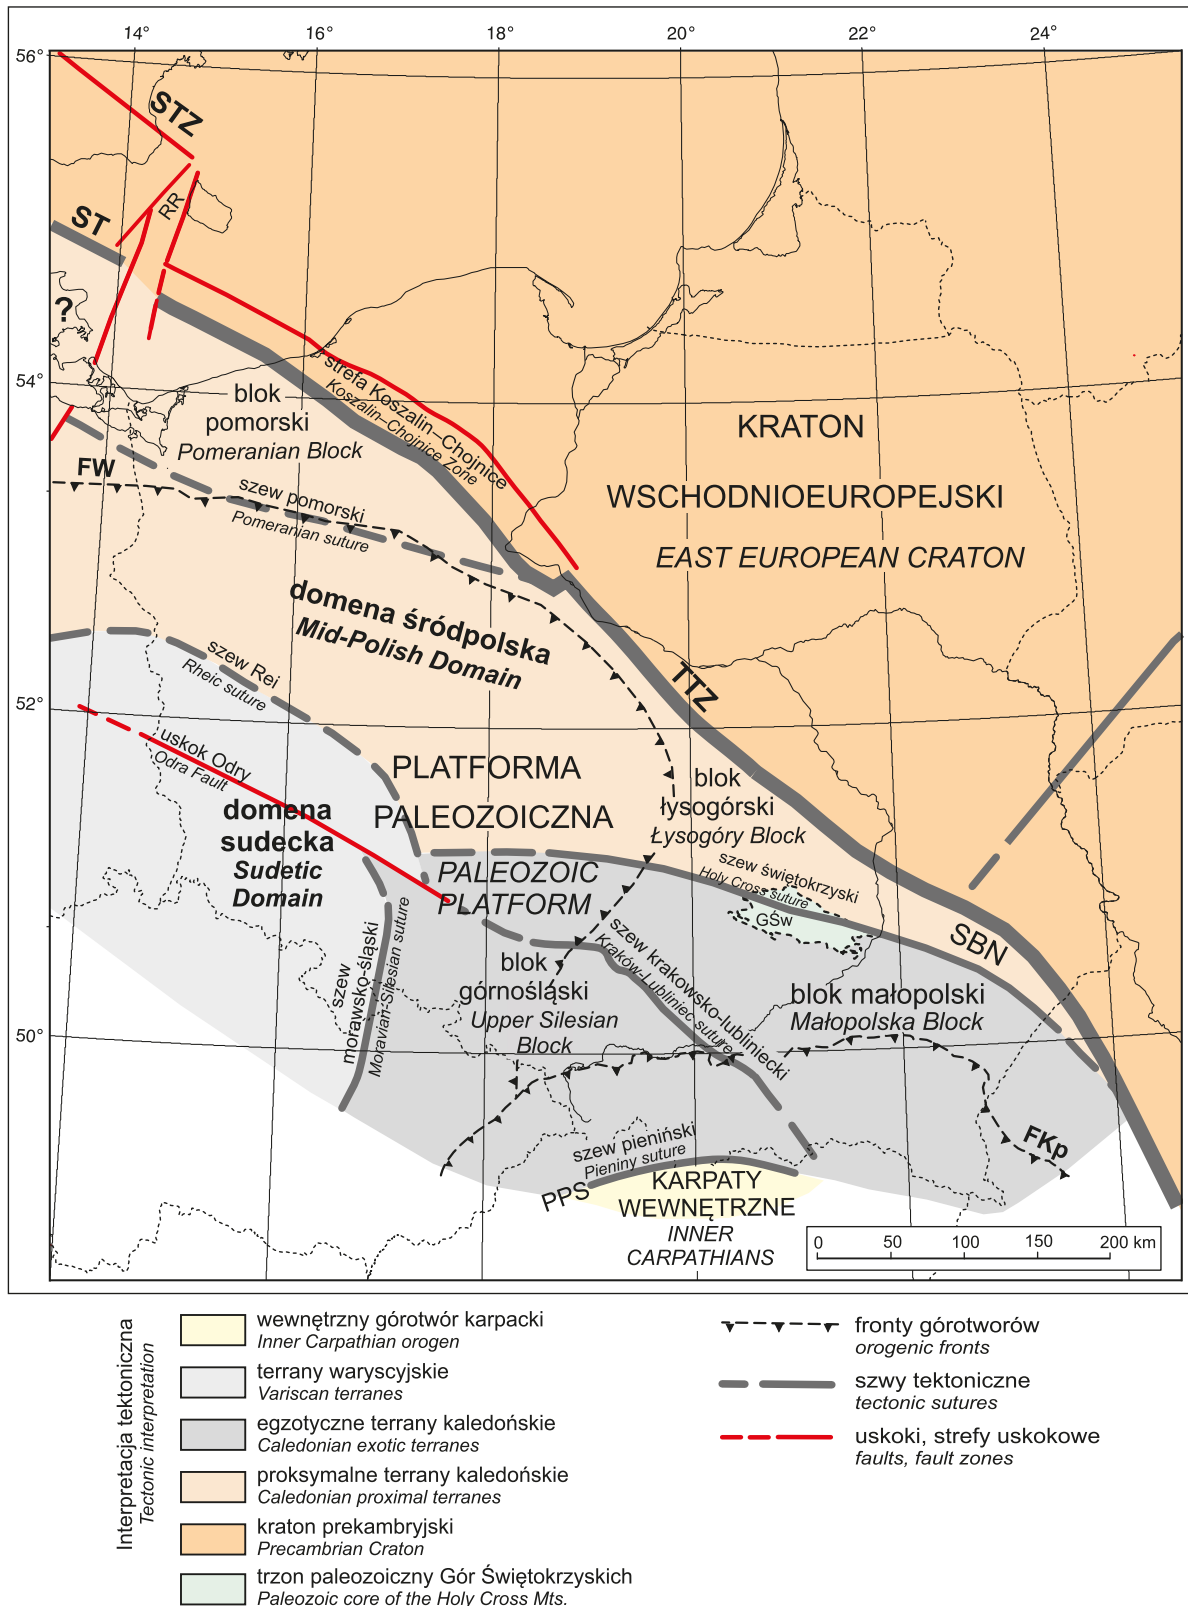 14°
16°
18°
20°
22°
24°
56°
54°
52°
50°
STZ
RR
ST
?
strefa Koszalin–Chojnice
Koszalin–Chojnice Zone
blok
pomorski
Pomeranian Block
KRATON
WSCHODNIOEUROPEJSKI
EAST EUROPEAN CRATON
FW
szew pomorski
Pomeranian suture
domena śródpolska
Mid-Polish Domain
szew Rei
Rheic suture
TTZ
uskok Odry
Odra Fault
PLATFORMA
PALEOZOICZNA
PALEOZOIC
PLATFORM
blok
łysogórski
Łysogóry Block
domena
sudecka
Sudetic
Domain
szew świętokrzyski
Holy Cross suture
GŚw
SBN
szew
morawsko-śląski
Moravian-Silesian suture
blok
górnośląski
Upper Silesian
Block
szew krakowsko-lubliniecki
Kraków-Lubliniec suture
blok małopolski
Małopolska Block
FKp
szew pieniński
Pieniny suture
PPS
KARPATY
WEWNĘTRZNE
INNER
CARPATHIANS
0 50 100 150 200 km
Interpretacja tektoniczna
Tectonic interpretation
wewnętrzny górotwór karpacki
Inner Carpathian orogen
terrany waryscyjskie
Variscan terranes
egzotyczne terrany kaledońskie
Caledonian exotic terranes
proksymalne terrany kaledońskie
Caledonian proximal terranes
kraton prekambryjski
Precambrian Craton
trzon paleozoiczny Gór Świętokrzyskich
Paleozoic core of the Holy Cross Mts.
fronty górotworów
orogenic fronts
szwy tektoniczne
tectonic sutures
uskoki, strefy uskokowe
faults, fault zones